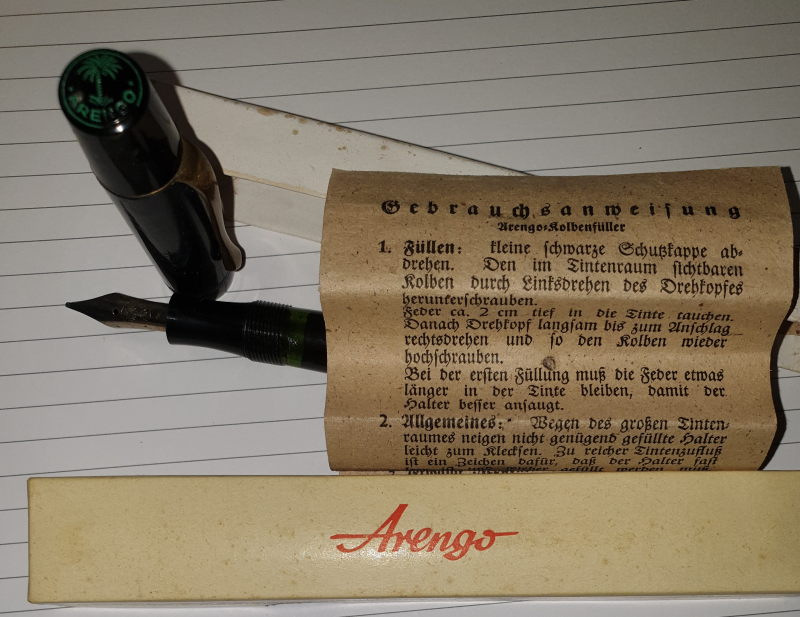 ARENGO
Gebrauchsanweisung
Arengo-Kolbenfüller
1. Füllen: kleine schwarze Schutzkappe ab-
drehen. Den im Tintenraum sichtbaren
Kolben durch Linksdrehen des Drehkopfes
herunterschrauben.
Feder ca. 2 cm tief in die Tinte tauchen.
Danach Drehkopf langsam bis zum Anschlag
rechtsdrehen und so den Kolben wieder
hochschrauben.
Bei der ersten Füllung muß die Feder etwas
länger in der Tinte bleiben, damit der
Halter besser ansaugt.
2. Allgemeines: Wegen des großen Tinten-
raumes neigen nicht genügend gefüllte Halter
leicht zum Klecksen. Zu reicher Tintenzufluß
ist ein Zeichen dafür, daß der Halter fast
gefüllt werden muß
Arengo